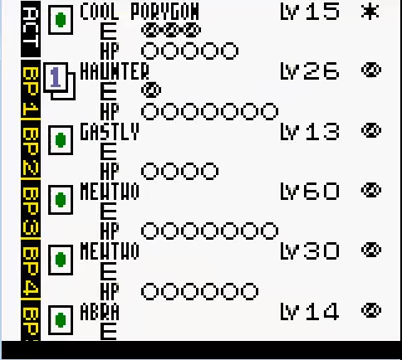 ACT COOL PORYGON Lv15
E
HP
1 HAUNTER Lv26
BP1 E
HP
GASTLY Lv13
BP2 E
HP
MEWTWO Lv60
BP3 E
HP
MEWTWO Lv30
BP4 E
HP
ABRA Lv14
BP E